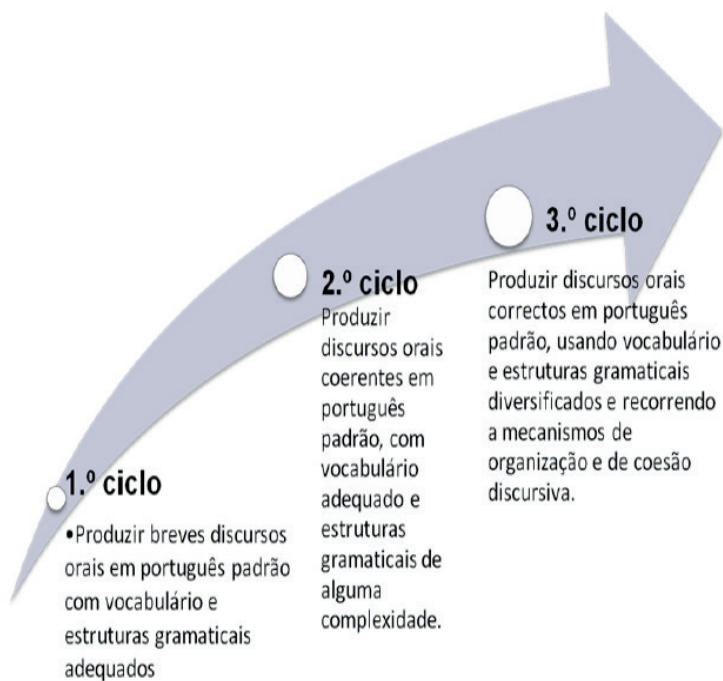 1.º ciclo
•Produzir breves discursos
orais em português padrão
com vocabulário e
estruturas gramaticais
adequados
2.º ciclo
Produzir
discursos orais
coerentes em
português
padrão, com
vocabulário
adequado e
estruturas
gramaticais de
alguma
complexidade.
3.º ciclo
Produzir discursos orais
correctos em português
padrão, usando vocabulário
e estruturas gramaticais
diversificados e recorrendo
a mecanismos de
organização e de coesão
discursiva.